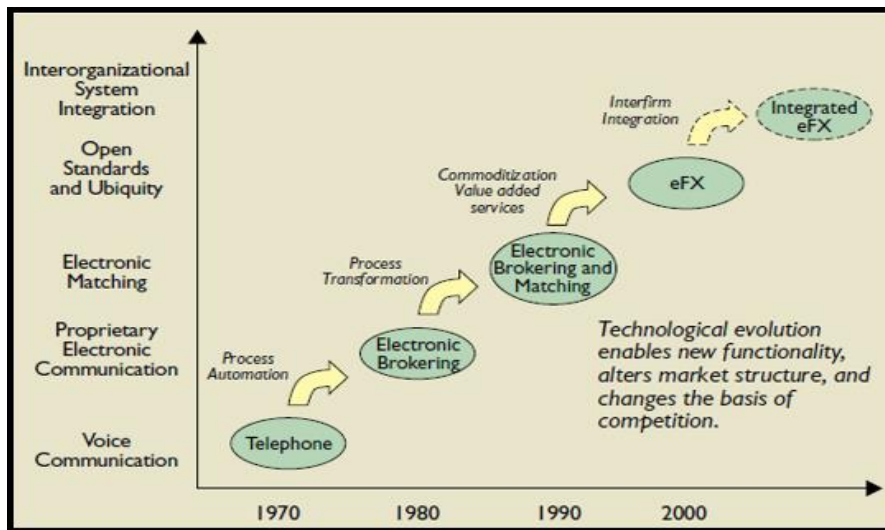 Interorganizational
System
Integration
Open
Standards
and Ubiquity
Electronic
Matching
Proprietary
Electronic
Communication
Voice
Communication
Interfirm
Integration
Integrated
eFX
Commoditization
Value added
services
eFX
Process
Transformation
Electronic
Brokering and
Matching
Process
Automation
Electronic
Brokering
Telephone
Technological evolution
enables new functionality,
alters market structure, and
changes the basis of
competition.
1970 1980 1990 2000